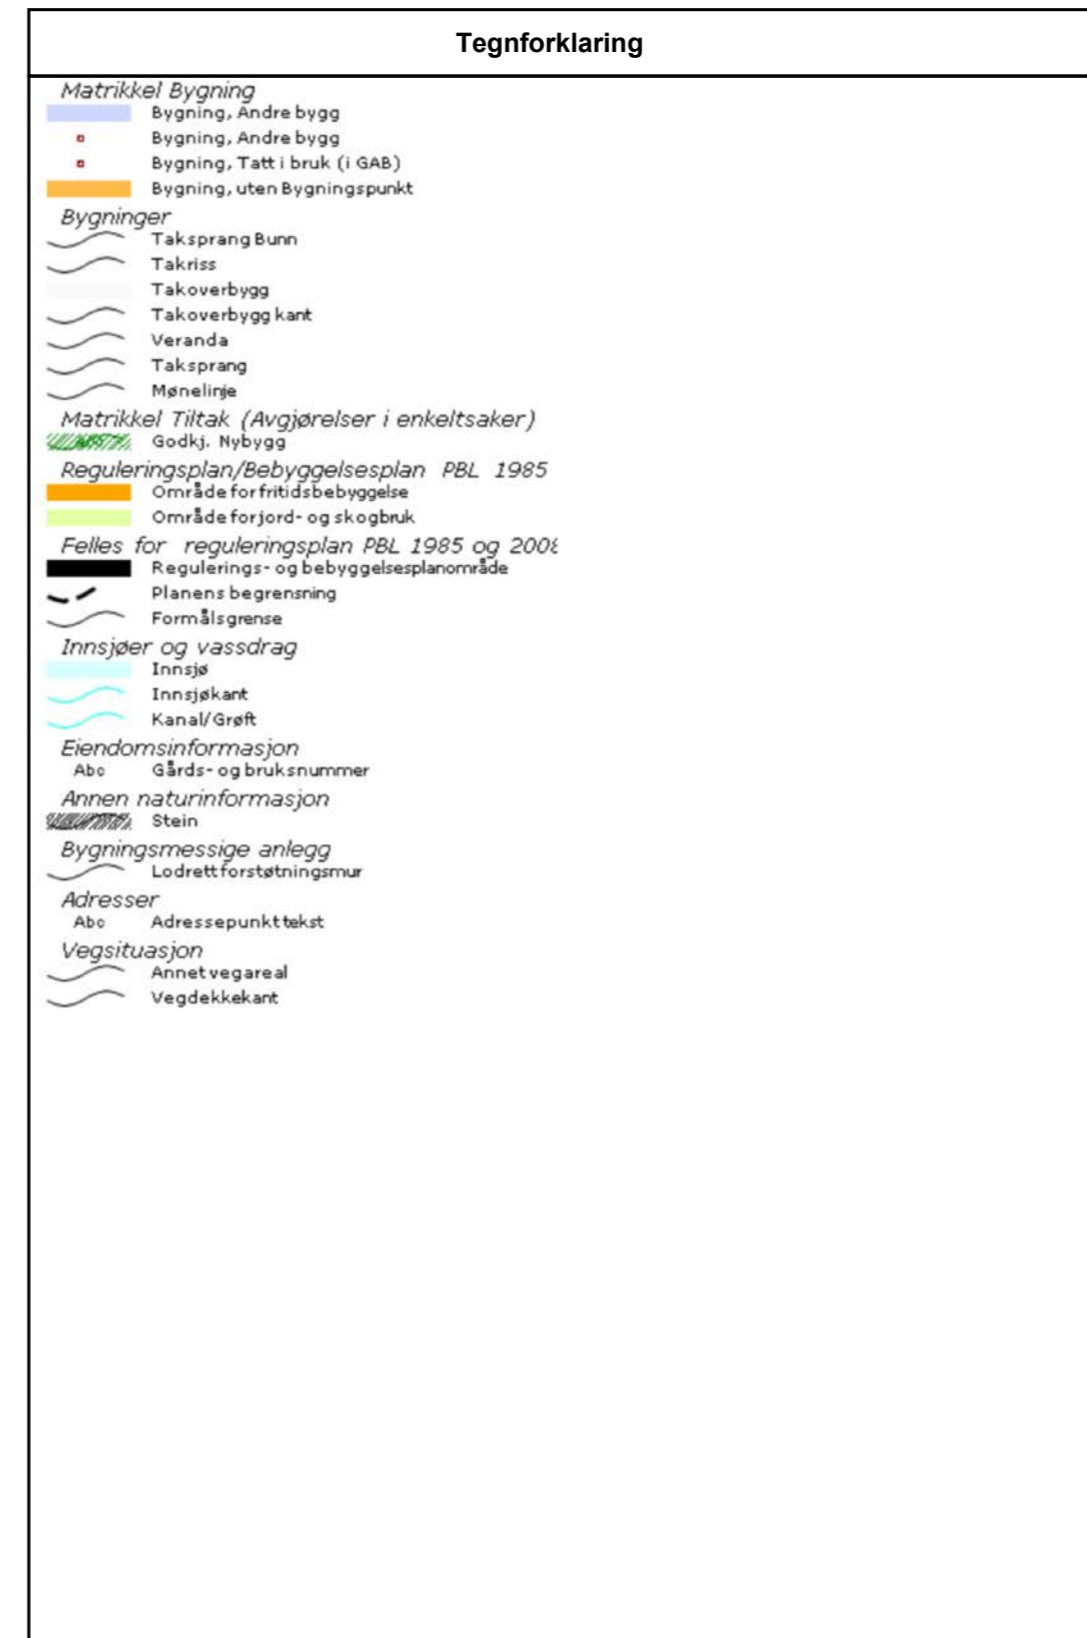 Tegnforklaring
Matrikkel Bygning
Bygning, Andre bygg
Bygning, Andre bygg
Bygning, Tatt i bruk (i GAB)
Bygning, uten Bygningspunkt
Bygninger
Taksprang Bunn
Takriss
Takoverbygg
Takoverbygg kant
Veranda
Taksprang
Mønelinje
Matrikkel Tiltak (Avgjørelser i enkeltsaker)
Godkj. Nybygg
Reguleringsplan/Bebyggelsesplan PBL 1985
Område for fritidsbebyggelse
Område for jord- og skogbruk
Felles for reguleringsplan PBL 1985 og 2008
Regulerings- og bebyggelsesplanområde
Planens begrensning
Formålsgrense
Innsjøer og vassdrag
Innsjø
Innsjøkant
Kanal/Grøft
Eiendomsinformasjon
Abc Gårds- og bruksnummer
Annen naturinformasjon
Stein
Bygningsmessige anlegg
Lodrett forstøtningsmur
Adresser
Abc Adressepunkt tekst
Vegsituasjon
Annet vegareal
Vegdekkekant